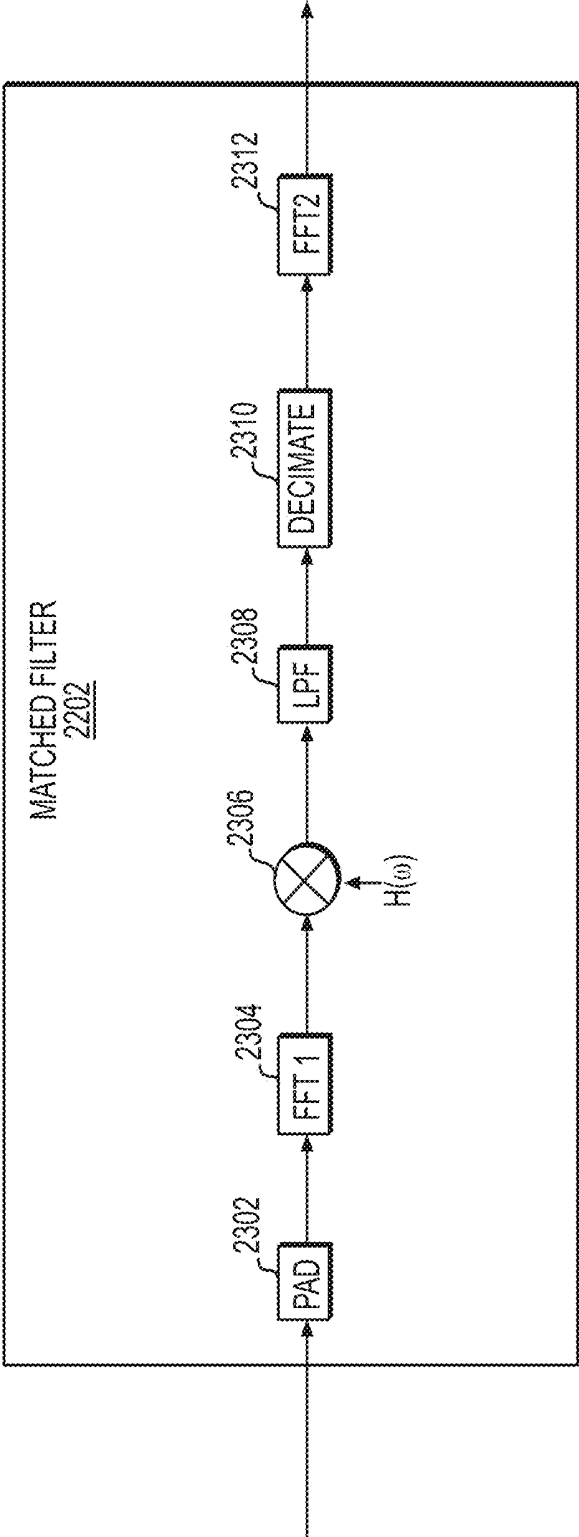 MATCHED FILTER
2202
2302
PAD
2304
FFT 1
2306
H(ω)
2308
LPF
2310
DECIMATE
2312
FFT2